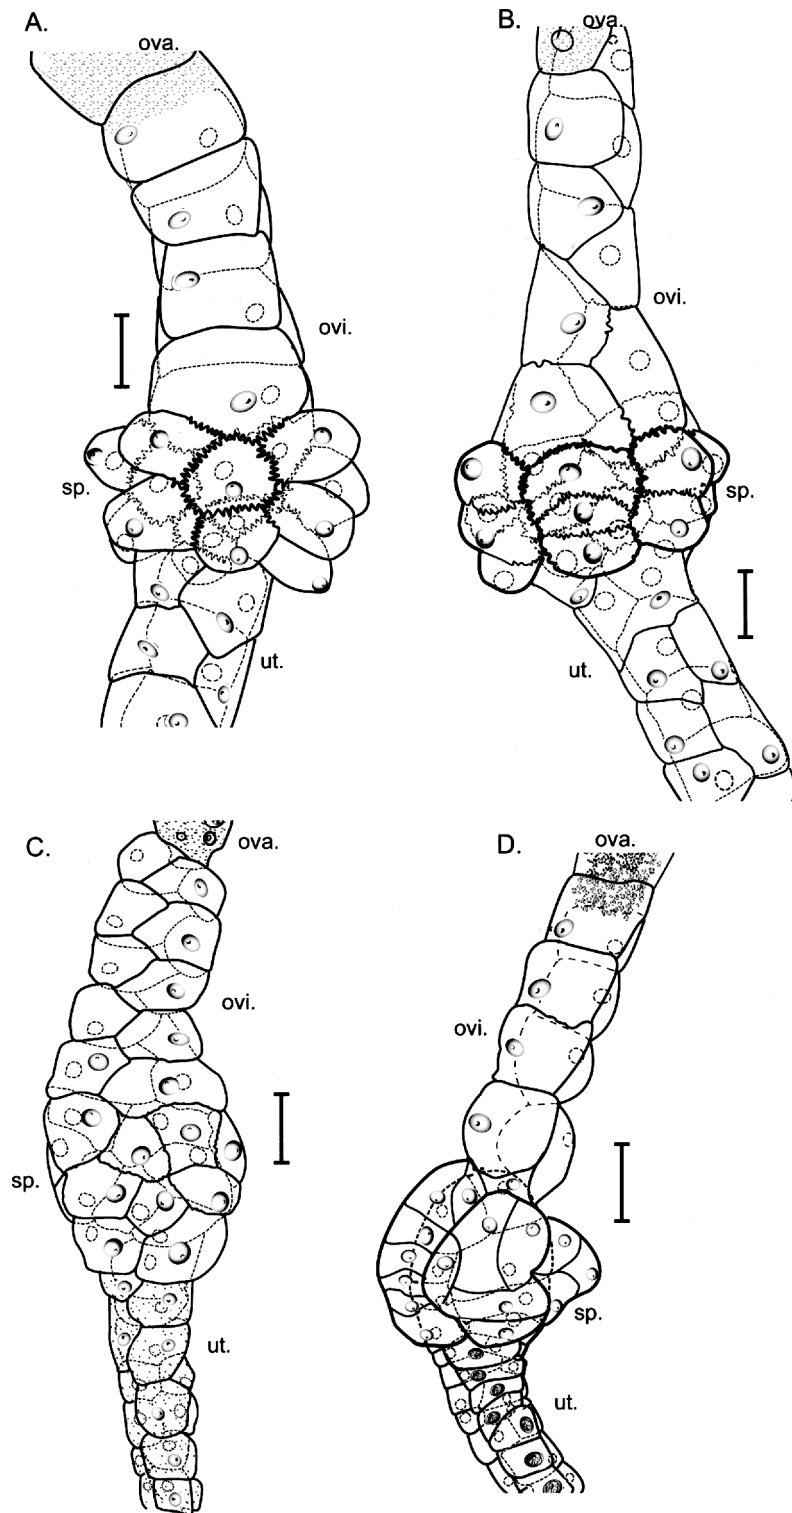 A.
ova.
ovi.
sp.
ut.
B.
ova.
ovi.
sp.
ut.
C.
ova.
ovi.
sp.
ut.
D.
ova.
ovi.
sp.
ut.